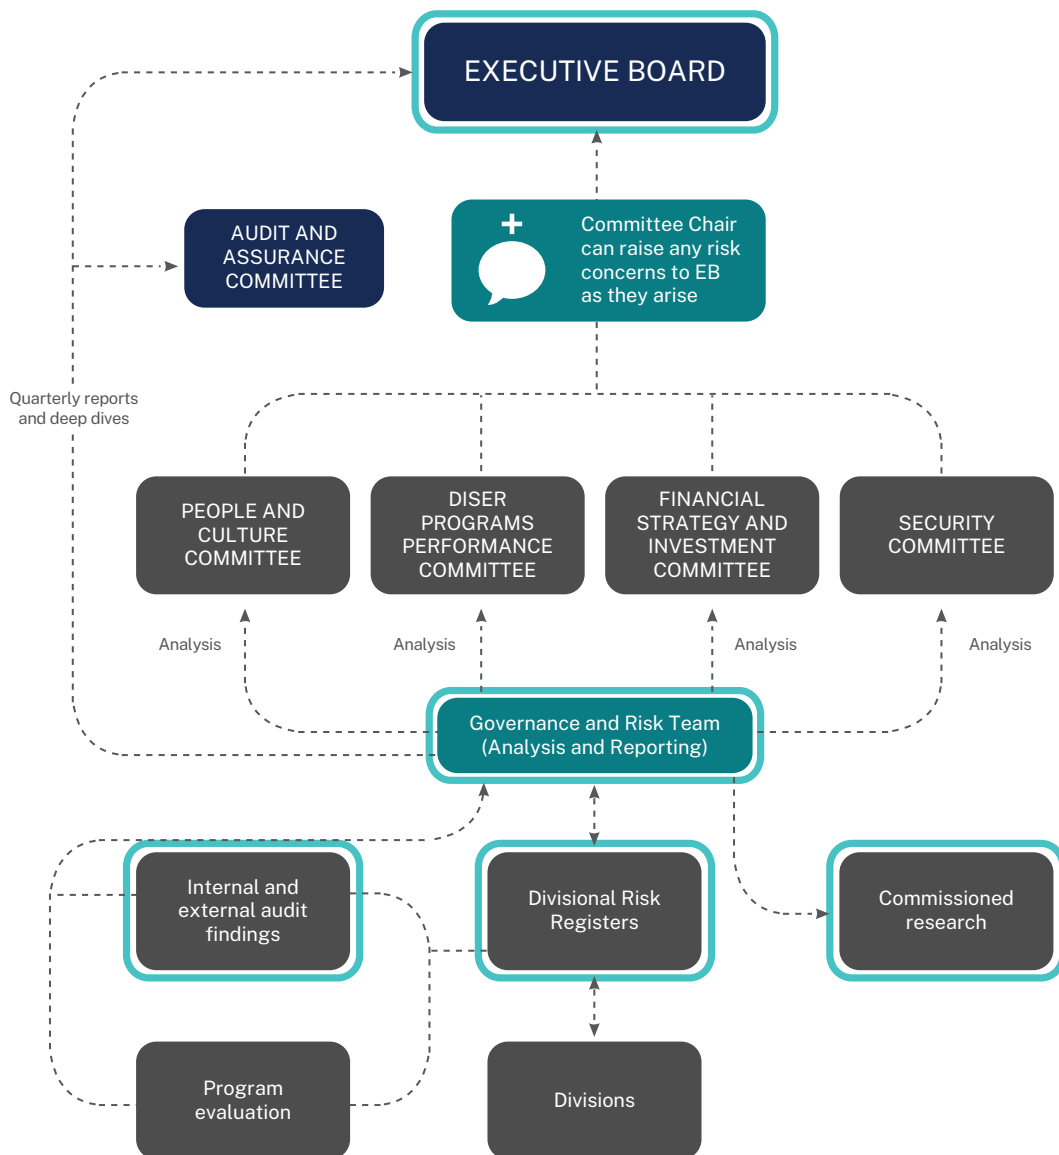 EXECUTIVE BOARD
AUDIT AND
ASSURANCE
COMMITTEE
Committee Chair
can raise any risk
concerns to EB
as they arise
Quarterly reports
and deep dives
PEOPLE AND
CULTURE
COMMITTEE
DISER
PROGRAMS
PERFORMANCE
COMMITTEE
FINANCIAL
STRATEGY AND
INVESTMENT
COMMITTEE
SECURITY
COMMITTEE
Analysis
Analysis
Analysis
Analysis
Governance and Risk Team
(Analysis and Reporting)
Internal and
external audit
findings
Divisional Risk
Registers
Commissioned
research
Program
evaluation
Divisions